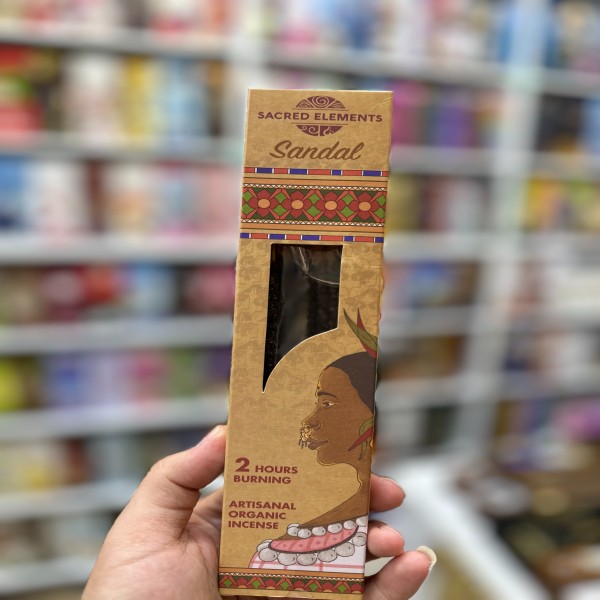 SACRED ELEMENTS
Sandal
2 HOURS
BURNING
ARTISANAL
ORGANIC
INCENSE